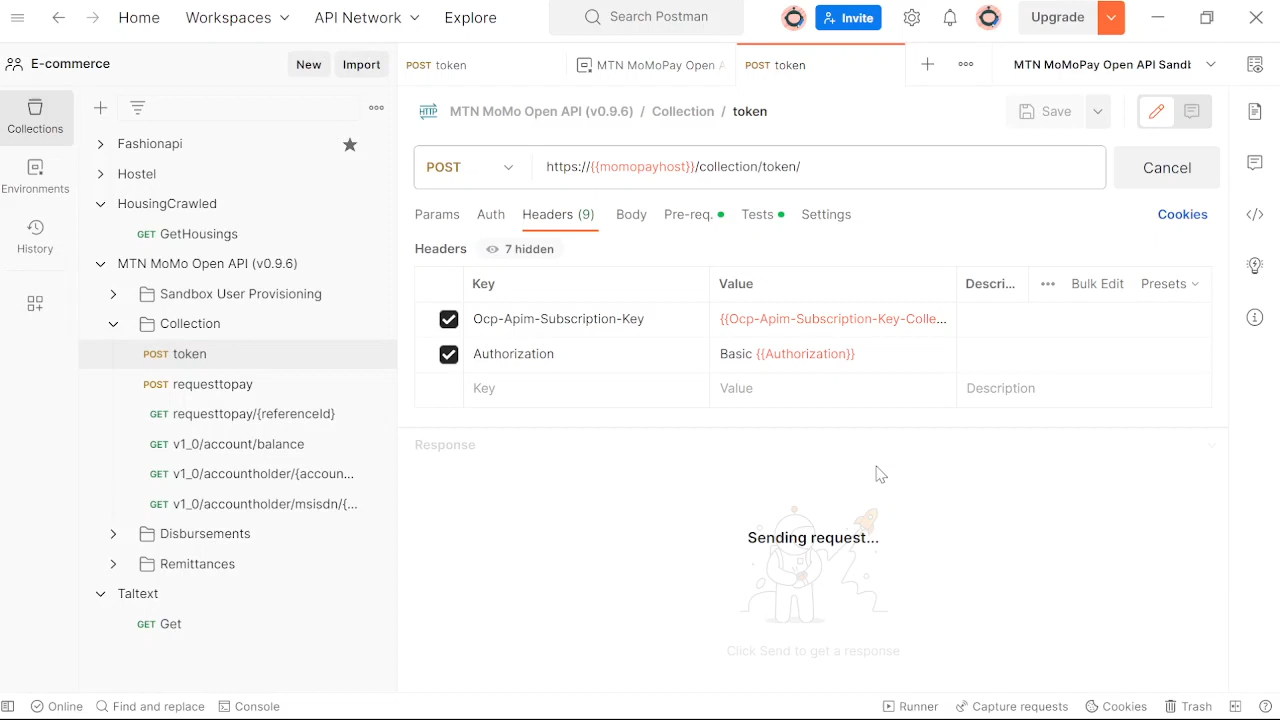 Home
Workspaces
API Network
Explore
Search Postman
Invite
Upgrade
E-commerce
New
Import
POST token
MTN MoMoPay Open A
POST token
MTN MoMoPay Open API Sandb
Collections
Environments
History
Fashionapi
Hostel
HousingCrawled
GET GetHousings
MTN MoMo Open API (v0.9.6)
Sandbox User Provisioning
Collection
POST token
POST requesttopay
GET requesttopay/{referenceId}
GET v1_0/account/balance
GET v1_0/accountholder/{accoun...
GET v1_0/accountholder/msisdn/{...
Disbursements
Remittances
Taltext
GET Get
HTTP MTN MoMo Open API (v0.9.6) / Collection / token
Save
POST
https://{{momopayhost}}/collection/token/
Cancel
Params Auth Headers (9) Body Pre-req. Tests Settings
Cookies
Headers 7 hidden
Key Value Descri... Bulk Edit Presets
Ocp-Apim-Subscription-Key {{Ocp-Apim-Subscription-Key-Colle...
Authorization Basic {{Authorization}}
Key Value Description
Response
Sending request...
Click Send to get a response
Online Find and replace Console
Runner Capture requests Cookies Trash